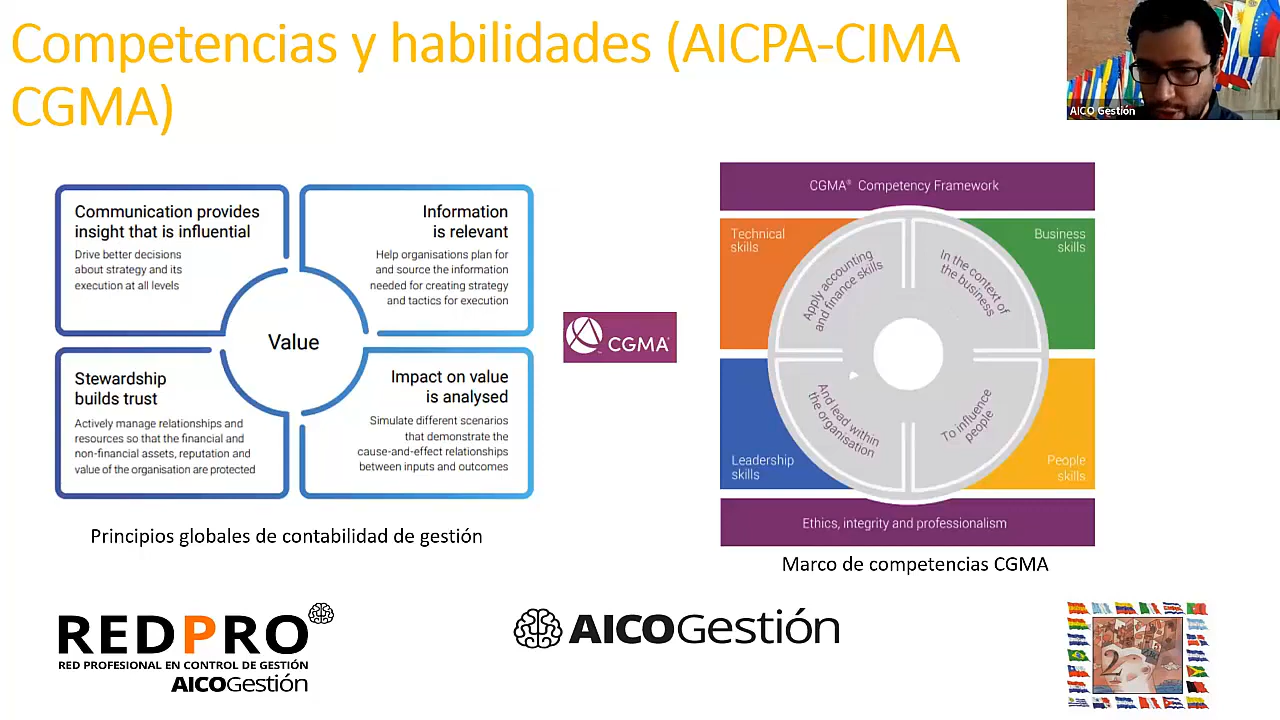 Competencias y habilidades (AICPA-CIMA
CGMA)
AICO Gestión
Communication provides
insight that is influential
Drive better decisions
about strategy and its
execution at all levels
Information
is relevant
Help organisations plan for
and source the information
needed for creating strategy
and tactics for execution
Value
Stewardship
builds trust
Actively manage relationships and
resources so that the financial and
non-financial assets, reputation and
value of the organisation are protected
Impact on value
is analysed
Simulate different scenarios
that demonstrate the
cause-and-effect relationships
between inputs and outcomes
Principios globales de contabilidad de gestión
CGMA
CGMA® Competency Framework
Technical
skills
Business
skills
Apply accounting
and finance skills
In the context of
the business
And lead within
the organisation
To influence
people
Leadership
skills
People
skills
Ethics, integrity and professionalism
Marco de competencias CGMA
REDPRO
RED PROFESIONAL EN CONTROL DE GESTIÓN
AICOGestión
AICOGestión
2